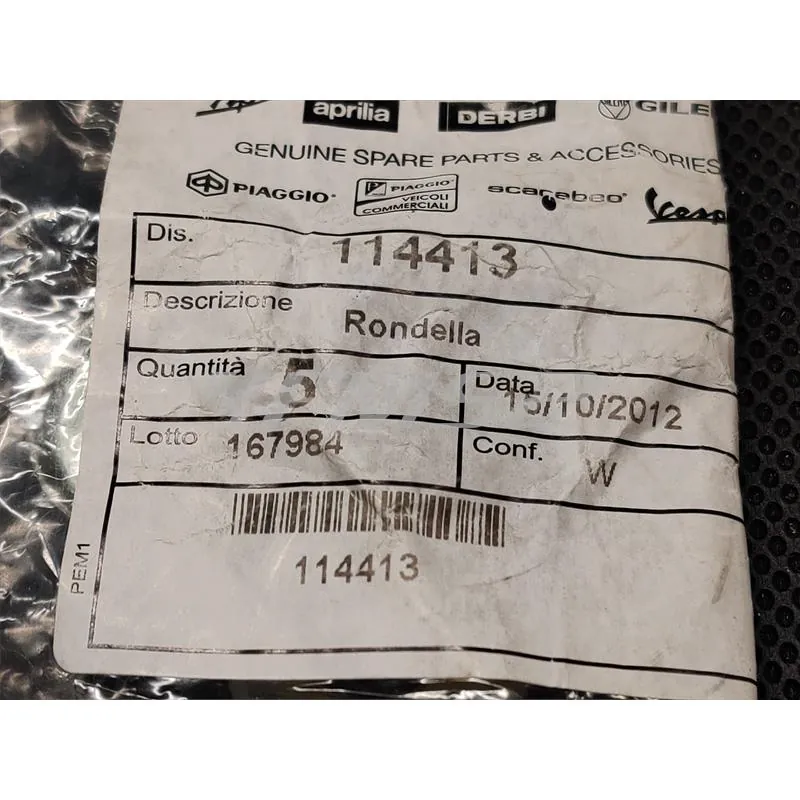 aprilia DERBI GILE
GENUINE SPARE PARTS & ACCESSORIES
PIAGGIO PIAGGIO VEICOLI COMMERCIALI scarabeo Vesp
Dis. 114413
Descrizione Rondella
Quantità 5 Data 15/10/2012
Lotto 167984 Conf. W
114413
PEM1